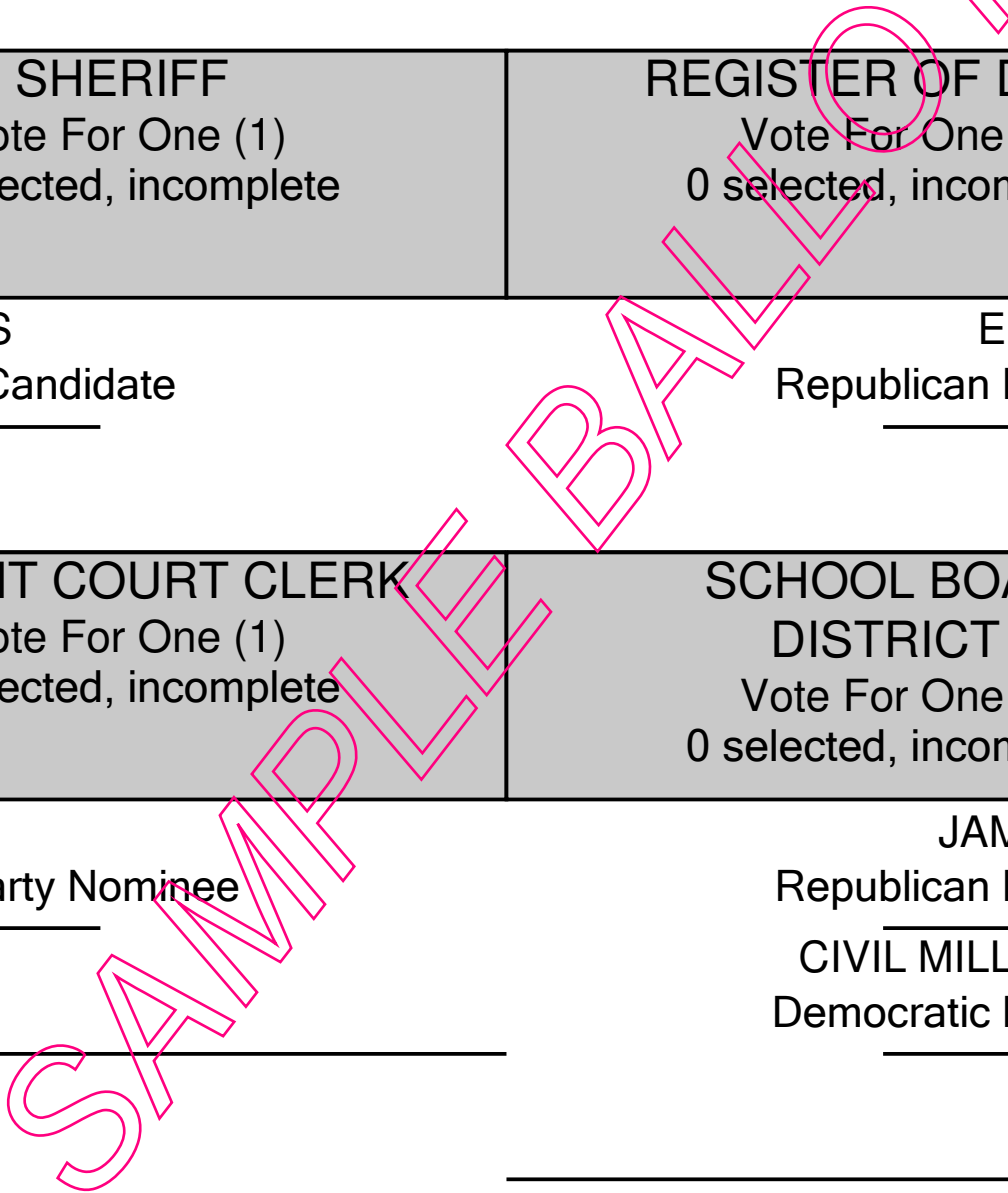 SHERIFF
ote For One (1)
ected, incomplete
S
Candidate
REGISTER OF D
Vote For One
0 selected, incom
E
Republican
IT COURT CLERK
ote For One (1)
ected, incomplete
arty Nominee
SCHOOL BOA
DISTRICT
Vote For One
0 selected, incom
JAM
Republican
CIVIL MILL
Democratic
SAMPLE BALLOT